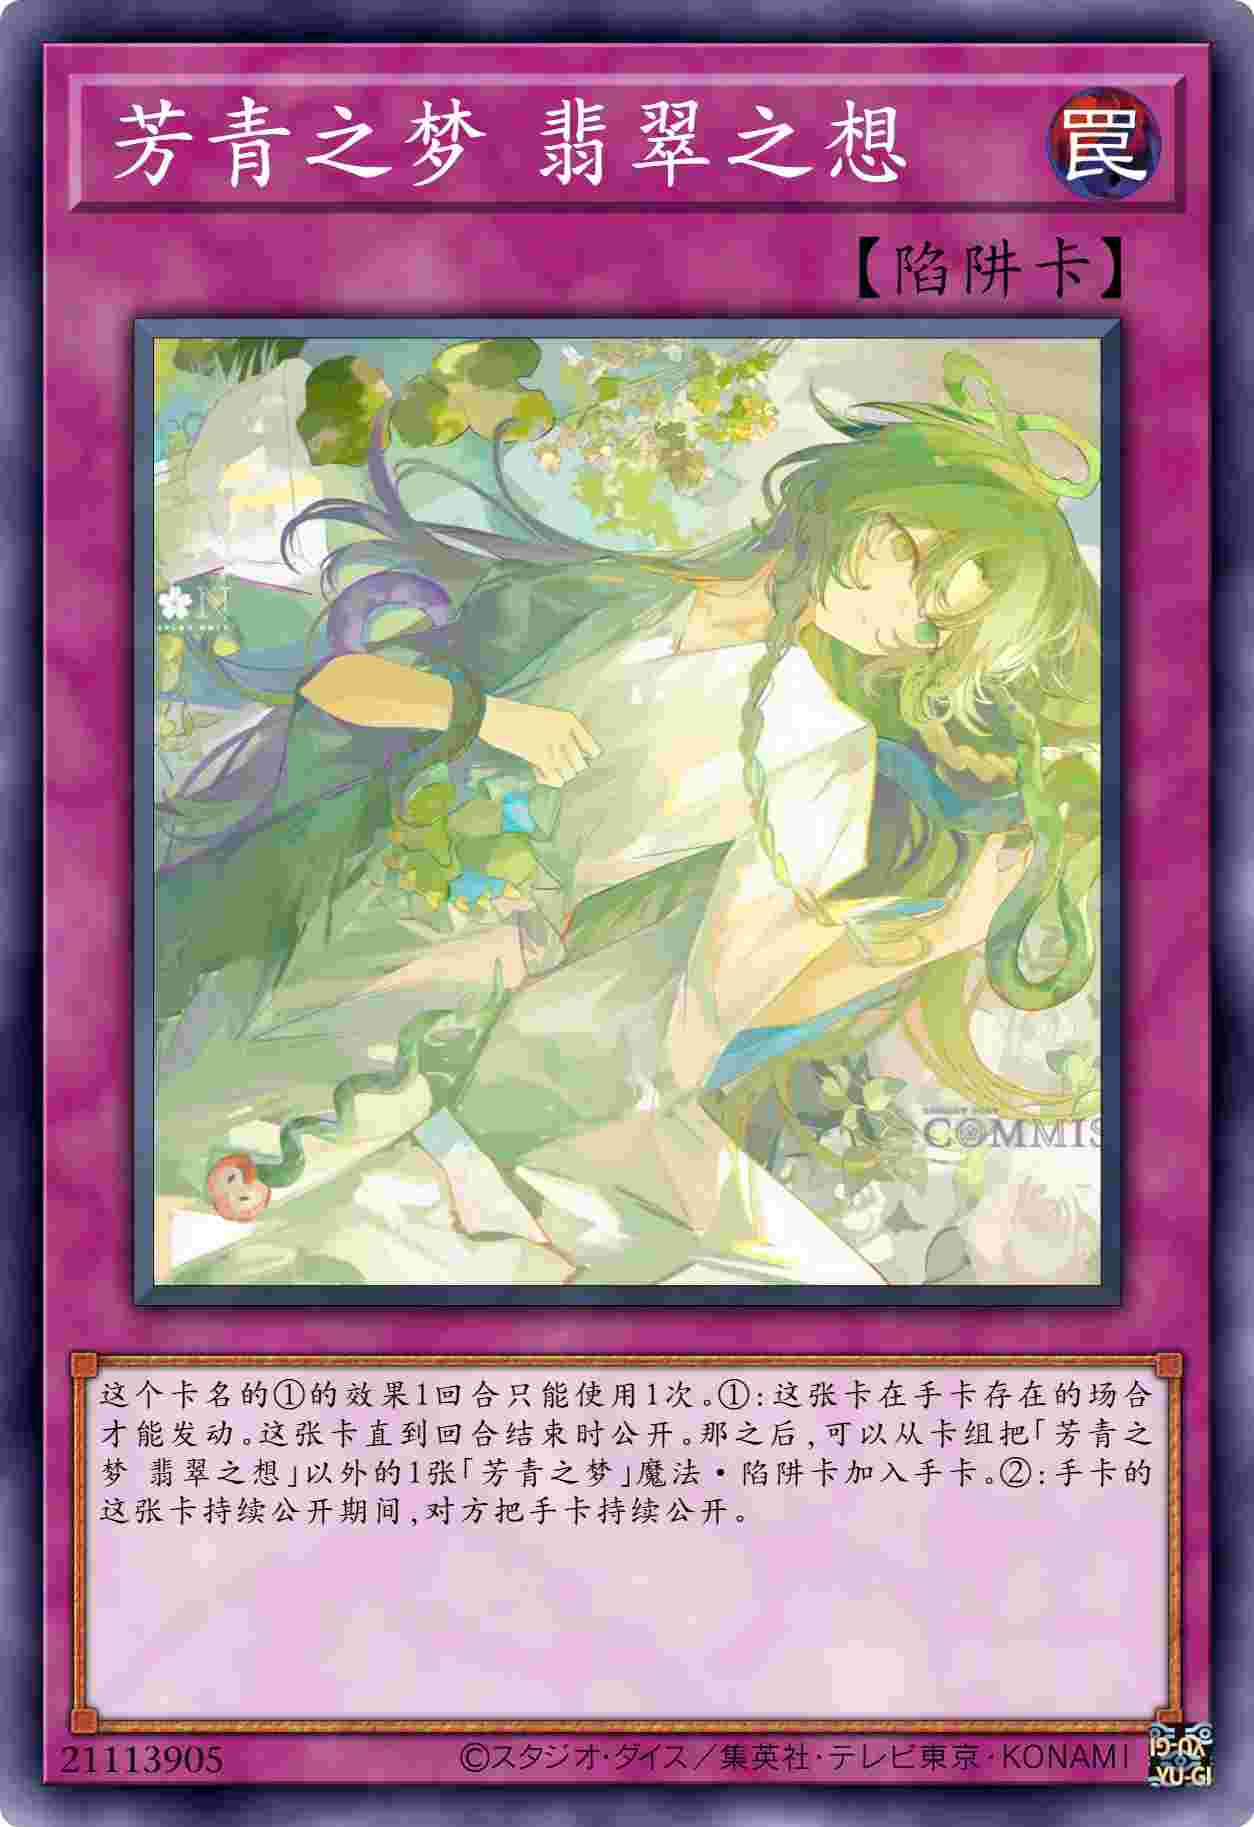 芳青之梦 翡翠之想
罠
【陷阱卡】
COMMIS
这个卡名的①的效果1回合只能使用1次。①:这张卡在手卡存在的场合
才能发动。这张卡直到回合结束时公开。那之后,可以从卡组把「芳青之
梦 翡翠之想」以外的1张「芳青之梦」魔法·陷阱卡加入手卡。②:手卡的
这张卡持续公开期间,对方把手卡持续公开。
21113905
©スタジオ·ダイス／集英社·テレビ東京·KONAMI
YU-GI